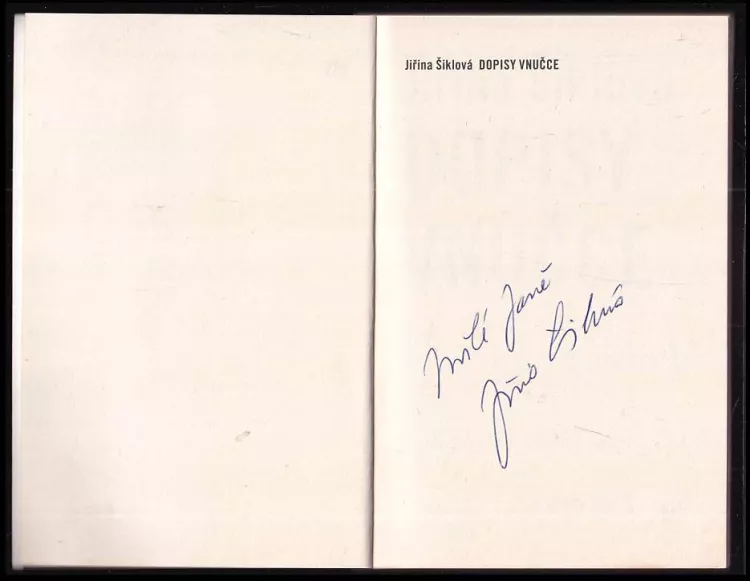 Jiřina Šiklová DOPISY VNUČCE
Milé Janě
Jiřina Šiklová